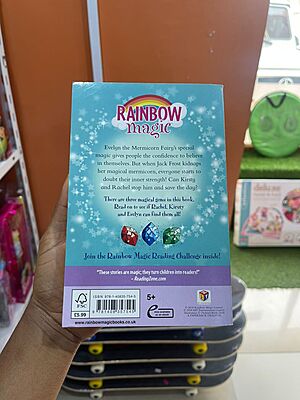 RAINBOW
magic
Evelyn the Mermicorn Fairy's special
magic gives people the confidence to believe
in themselves. But when Jack Frost kidnaps
her magical mermicorn, everyone starts to
doubt their inner strength! Can Kirsty
and Rachel stop him and save the day?
There are three magical gems in this book.
Read on to see if Rachel, Kirsty
and Evelyn can find them all!
Join the Rainbow Magic Reading Challenge inside!
"These stories are magic; they turn children into readers!"
– ReadingZone.com
FSC
£5.99
5+
www.rainbowmagicbooks.co.uk
deluxe